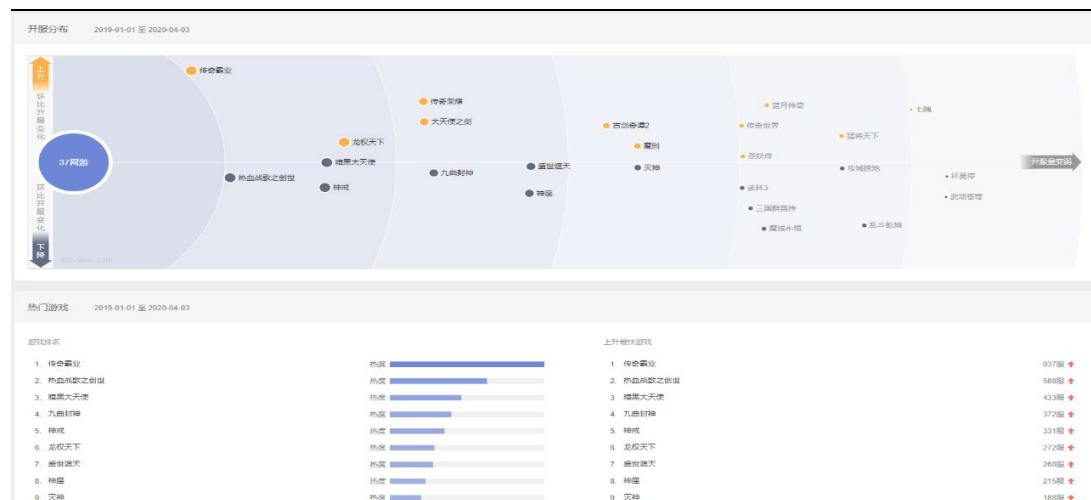 开服分布 2019-01-01 至 2020-04-03
上升
环比开服变化
37网游
环比开服变化
下降
传奇霸业
传奇荣耀
大天使之剑
龙权天下
暗黑大天使
热血战歌之创世
神戒
九曲封神
盛世遮天
神座
古剑奇谭2
魔剑
灭神
蓝月传奇
传奇世界
圣妖传
武林3
三国群英传
魔域永恒
七魄
猛将天下
攻城掠地
乱斗乾坤
怀英侠
武动苍穹
开服量变弱
热门游戏 2019-01-01 至 2020-04-03
游戏排名 上升最快游戏
1. 传奇霸业 热度 1. 传奇霸业 937服
2. 热血战歌之创世 热度 2. 热血战歌之创世 588服
3. 暗黑大天使 热度 3. 暗黑大天使 433服
4. 九曲封神 热度 4. 九曲封神 372服
5. 神戒 热度 5. 神戒 331服
6. 龙权天下 热度 6. 龙权天下 272服
7. 盛世遮天 热度 7. 盛世遮天 260服
8. 神座 热度 8. 神座 215服
9. 灭神 热度 9. 灭神 188服